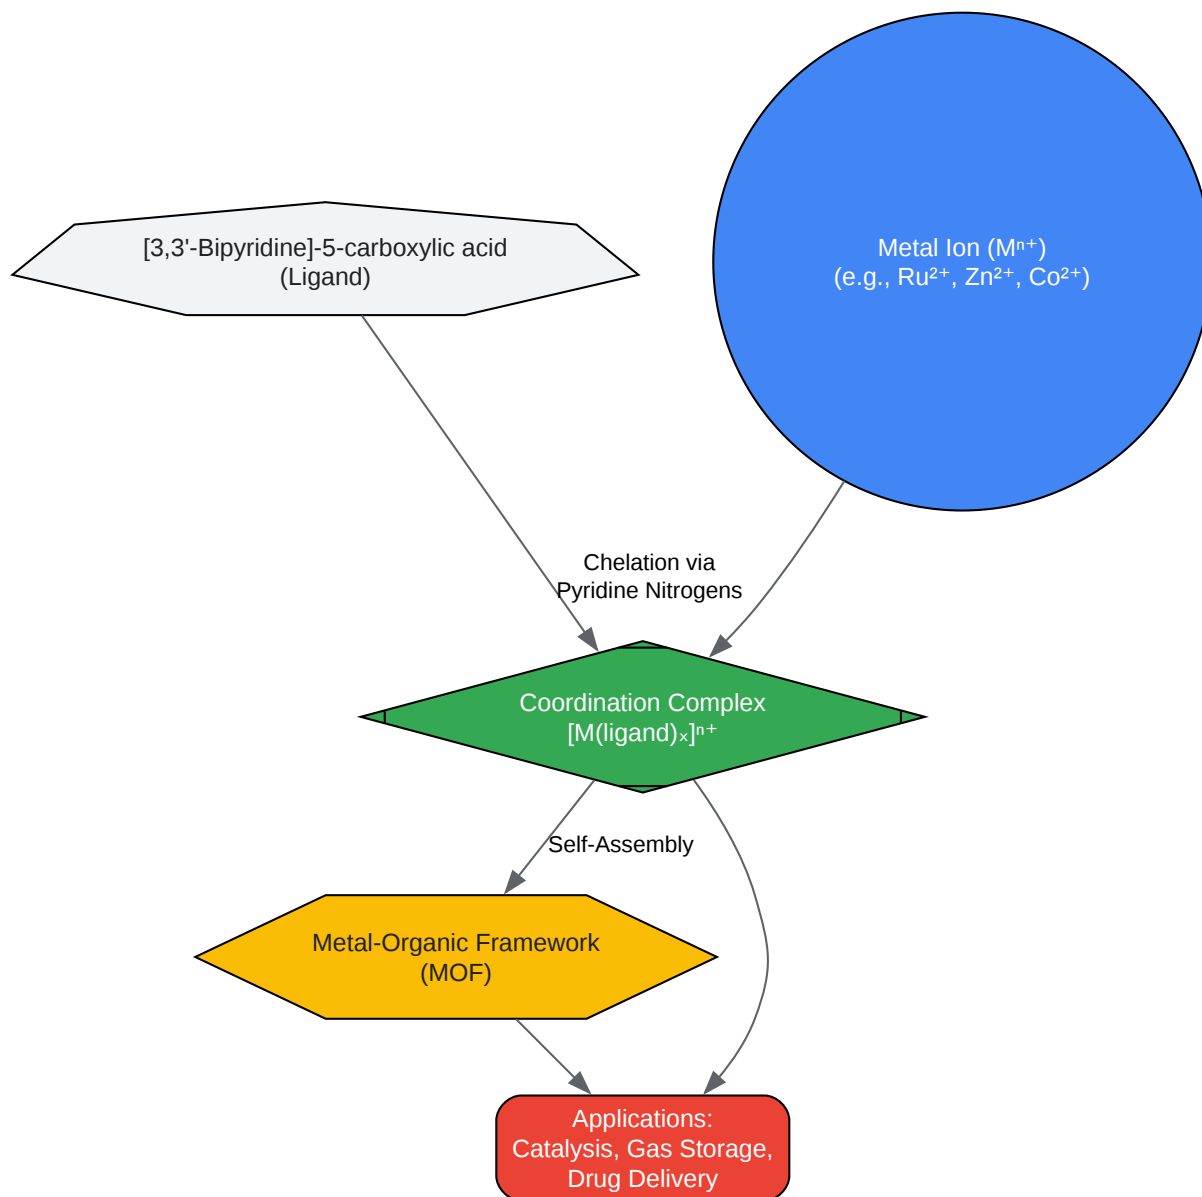 [3,3'-Bipyridine]-5-carboxylic acid
(Ligand)
Metal Ion (Mⁿ⁺)
(e.g., Ru²⁺, Zn²⁺, Co²⁺)
Chelation via
Pyridine Nitrogens
Coordination Complex
[M(ligand)ₓ]ⁿ⁺
Self-Assembly
Metal-Organic Framework
(MOF)
Applications:
Catalysis, Gas Storage,
Drug Delivery